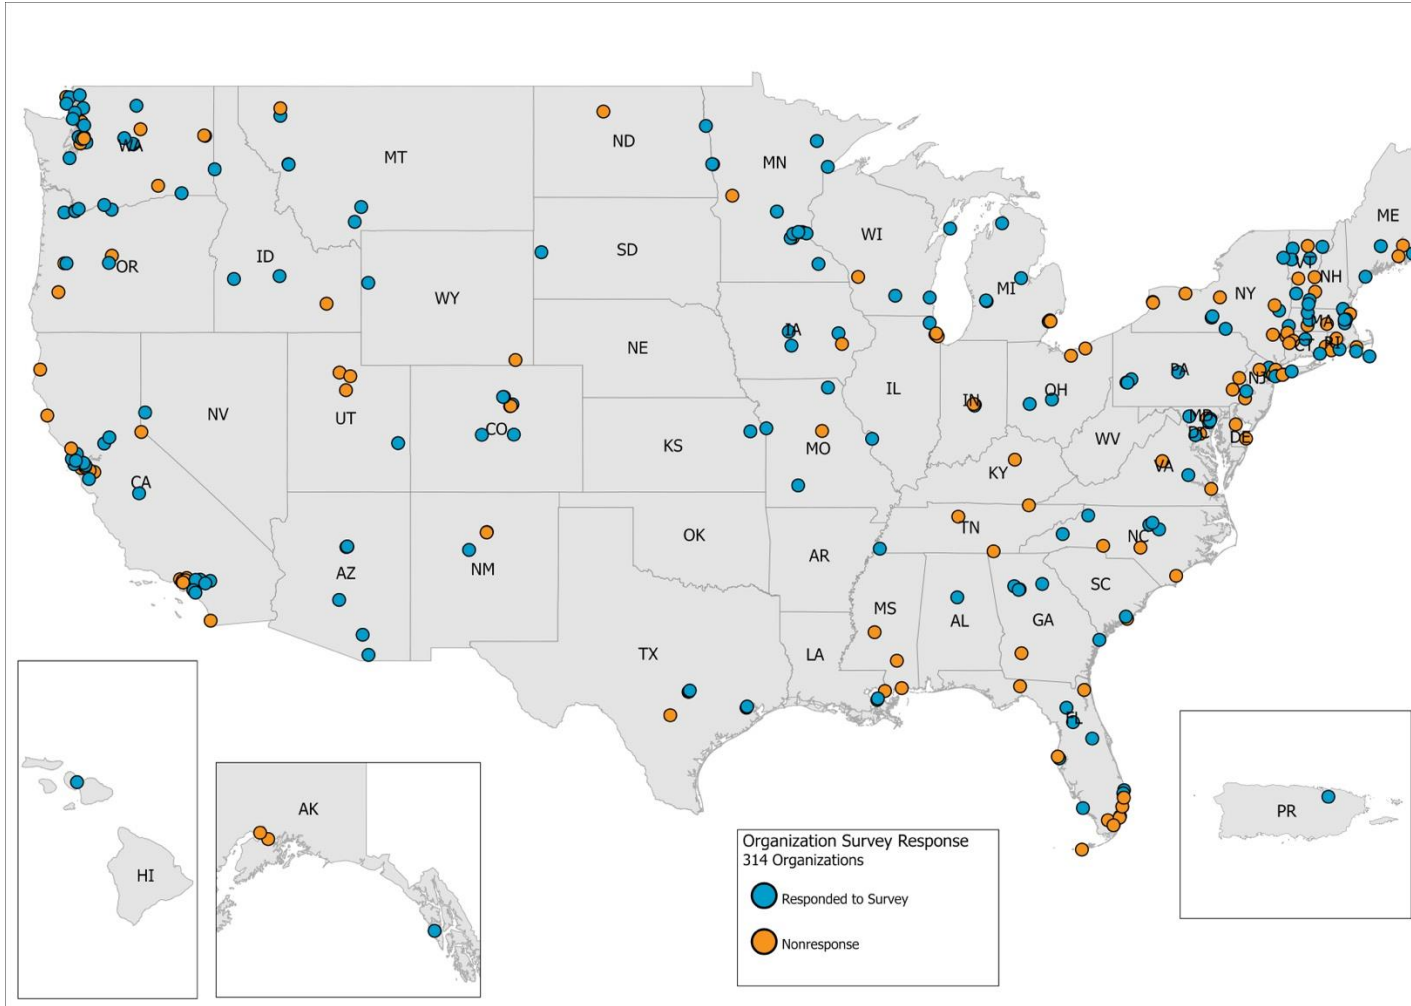 WA
MT
ND
MN
ME
OR
ID
SD
WI
VT
NH
WY
MI
NY
MA
IA
CT
RI
NE
PA
NV
UT
IL
IN
OH
NJ
CO
MD
DC
DE
CA
KS
MO
WV
KY
VA
OK
TN
NC
AZ
NM
AR
SC
MS
AL
GA
TX
LA
FL
AK
PR
HI
Organization Survey Response
314 Organizations
Responded to Survey
Nonresponse